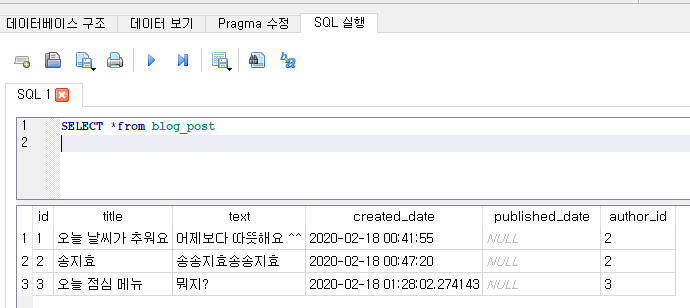 데이터베이스 구조 데이터 보기 Pragma 수정 SQL 실행
SQL 1
1 SELECT *from blog_post
2
id title text created_date published_date author_id
1 1 오늘 날씨가 추워요 어제보다 따뜻해요 ^^ 2020-02-18 00:41:55 NULL 2
2 2 송지효 송송지효송송지효 2020-02-18 00:47:20 NULL 2
3 3 오늘 점심 메뉴 뭐지? 2020-02-18 01:28:02.274143 NULL 3